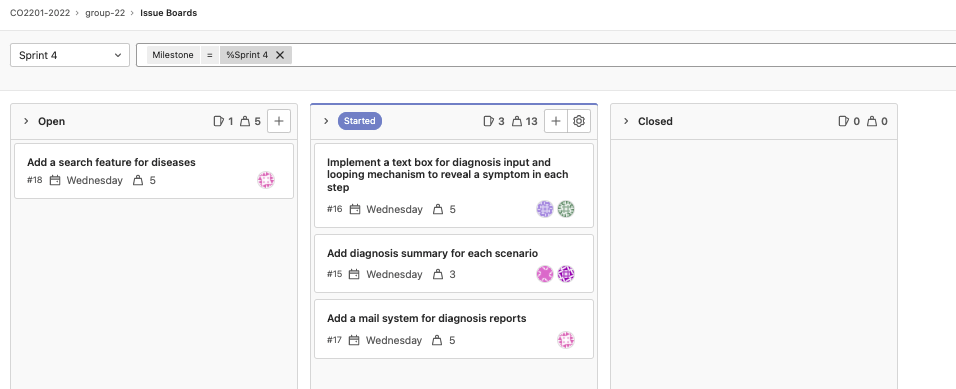 CO2201-2022 > group-22 > Issue Boards
Sprint 4
Milestone = %Sprint 4
Open 1 5
Add a search feature for diseases
#18 Wednesday 5
Started 3 13
Implement a text box for diagnosis input and
looping mechanism to reveal a symptom in each
step
#16 Wednesday 5
Add diagnosis summary for each scenario
#15 Wednesday 3
Add a mail system for diagnosis reports
#17 Wednesday 5
Closed 0 0